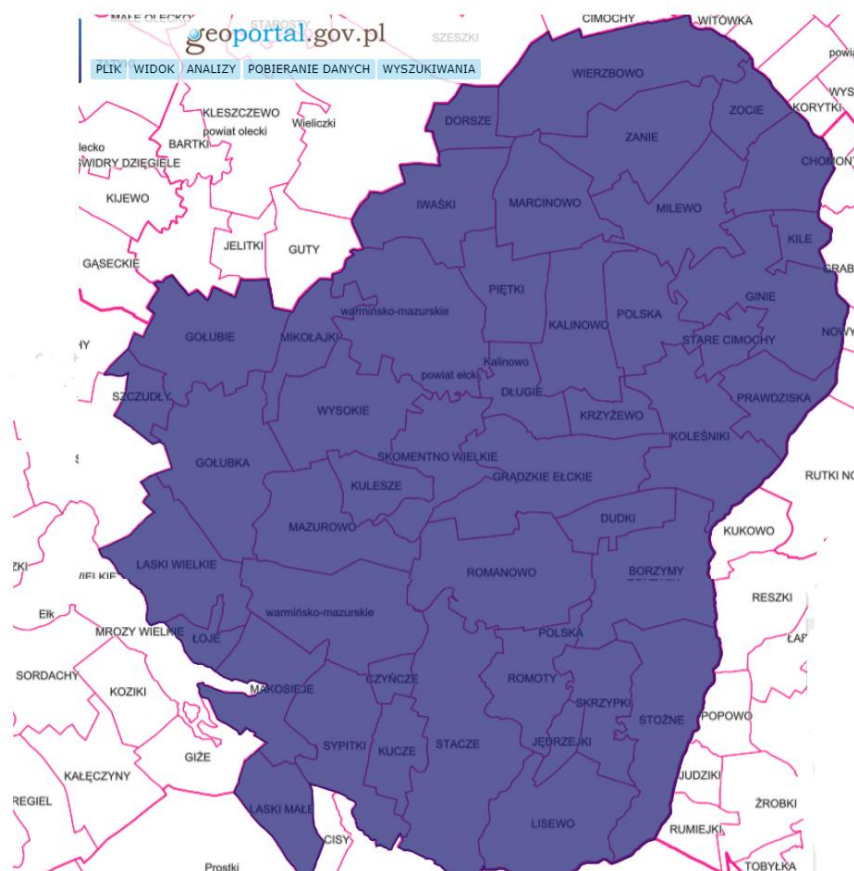 MAŁE OLECKO
STAROSTY
CIMOCHY
WITÓWKA
geoportal.gov.pl
SZESZKI
PLIK WIDOK ANALIZY POBIERANIE DANYCH WYSZUKIWANIA
WIERZBOWO
KORYTKI
ZOCIE
KLESZCZEWO
powiat olecki
Wieliczki
DORSZE
ZANIE
BARTKI
ŚWIDRY DZIĘGIELE
CHOMONT
KIJEWO
IWAŚKI
MARCINOWO
MILEWO
JELITKI
GUTY
KILE
GĄSECKIE
PIĘTKI
GINIE
warmińsko-mazurskie
POLSKA
KALINOWO
NOWY
GOŁUBIE
MIKOŁAJKI
STARE CIMOCHY
Kalinowo
powiat ełcki
DŁUGIE
SZCZUDŁY
PRAWDZISKA
WYSOKIE
KRZYŻEWO
KOLEŚNIKI
SKOMENTNO WIELKIE
GOŁUBKA
GRĄDZKIE EŁCKIE
RUTKI NO
KULESZE
DUDKI
MAZUROWO
KUKOWO
LASKI WIELKIE
ROMANOWO
BORZYMY
RESZKI
Ełk
warmińsko-mazurskie
MROZY WIELKIE
ŁOJE
POLSKA
SORDACHY
CZYŃCZE
ROMOTY
KOZIKI
MAKOSIEJE
SKRZYPKI
STOŻNE
POPOWO
GIŻE
SYPITKI
KUCZE
STACZE
JĘDRZEJKI
KAŁĘCZYNY
JUDZIKI
REGIEL
LASKI MAŁE
ŻROBKI
LISEWO
RUMIEJKI
CISY
Prostki
TOBYŁKA